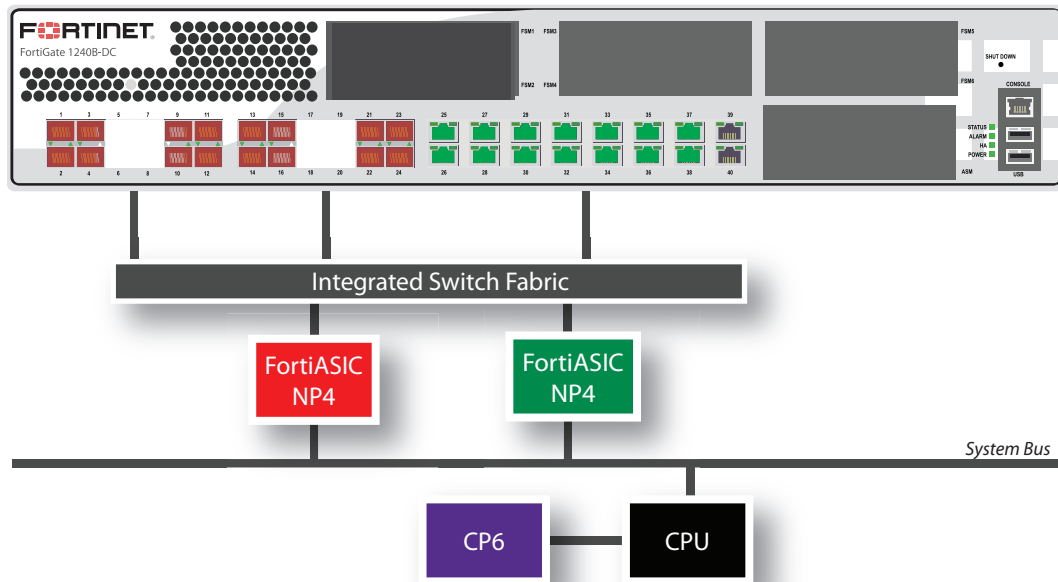 FORTINET.
FortiGate 1240B-DC
FSM1 FSM3
FSM2 FSM4
FSM5
SHUT DOWN
FSM6
CONSOLE
1 3 5 7 9 11 13 15 17 19 21 23 25 27 29 31 33 35 37 39
STATUS
ALARM
HA
POWER
2 4 6 8 10 12 14 16 18 20 22 24 26 28 30 32 34 36 38 40
ASM
USB
Integrated Switch Fabric
FortiASIC
NP4
FortiASIC
NP4
System Bus
CP6
CPU